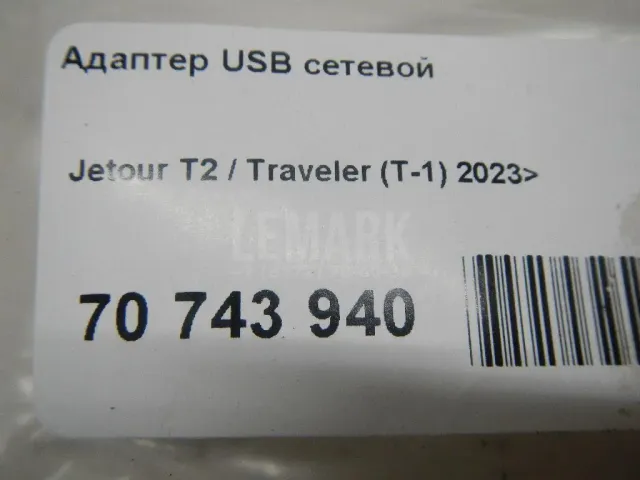 Адаптер USB сетевой
Jetour T2 / Traveler (T-1) 2023>
LEMARK
70 743 940